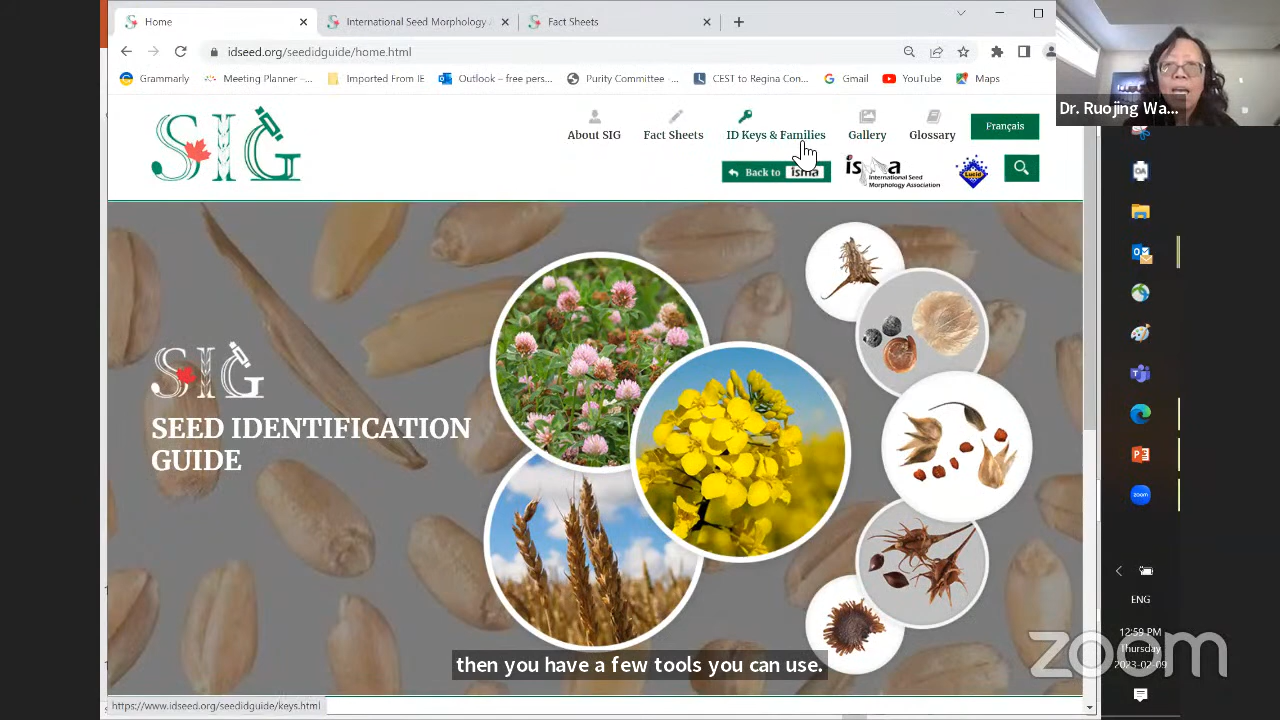 Home
International Seed Morphology
Fact Sheets
idseed.org/seedidguide/home.html
Grammarly
Meeting Planner –...
Imported From IE
Outlook – free pers...
Purity Committee -...
CEST to Regina Con...
Gmail
YouTube
Maps
Dr. Ruojing Wa...
SIG
About SIG
Fact Sheets
ID Keys & Families
Gallery
Glossary
Français
Back to isma
isma
International Seed
Morphology Association
Lucid
SIG
SEED IDENTIFICATION
GUIDE
then you have a few tools you can use.
https://www.idseed.org/seedidguide/keys.html
zoom
ENG
12:59 PM
Thursday
2023-02-09
zoom